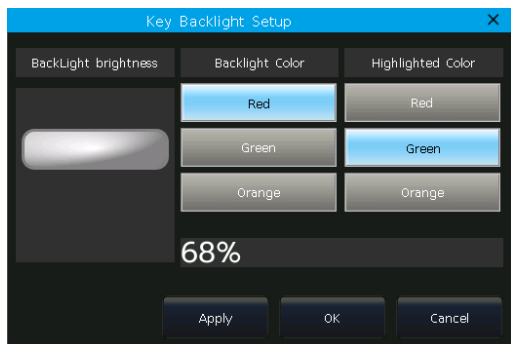 Key Backlight Setup
BackLight brightness
Backlight Color
Highlighted Color
Red
Red
Green
Green
Orange
Orange
68%
Apply
OK
Cancel